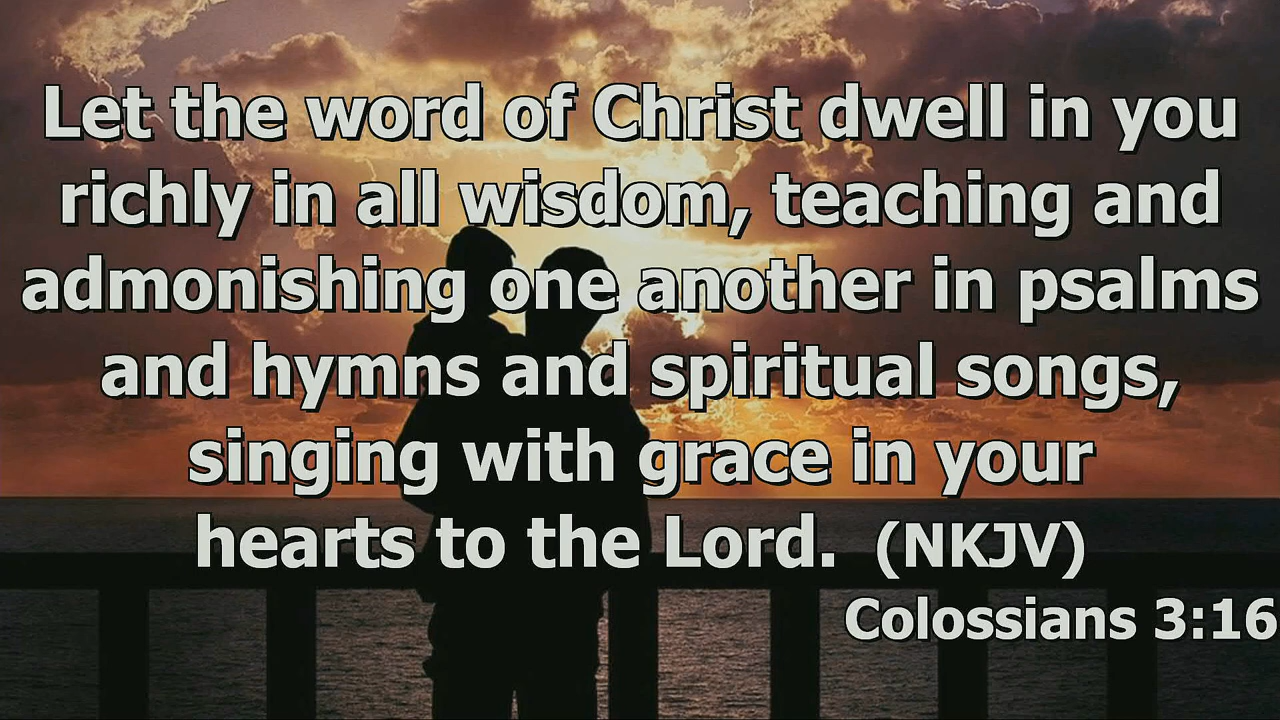 Let the word of Christ dwell in you
richly in all wisdom, teaching and
admonishing one another in psalms
and hymns and spiritual songs,
singing with grace in your
hearts to the Lord. (NKJV)
Colossians 3:16